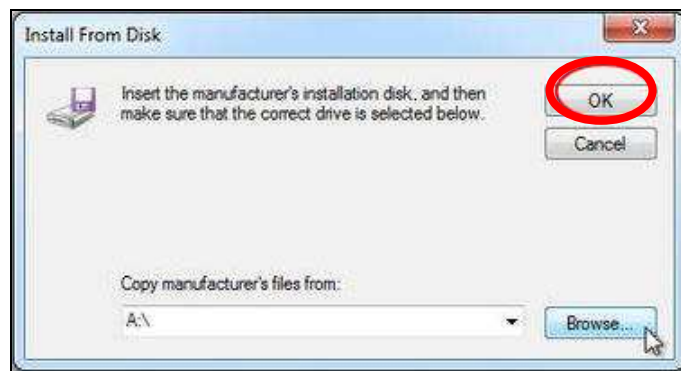 Install From Disk
Insert the manufacturer's installation disk, and then
make sure that the correct drive is selected below.
OK
Cancel
Copy manufacturer's files from:
A:\
Browse...